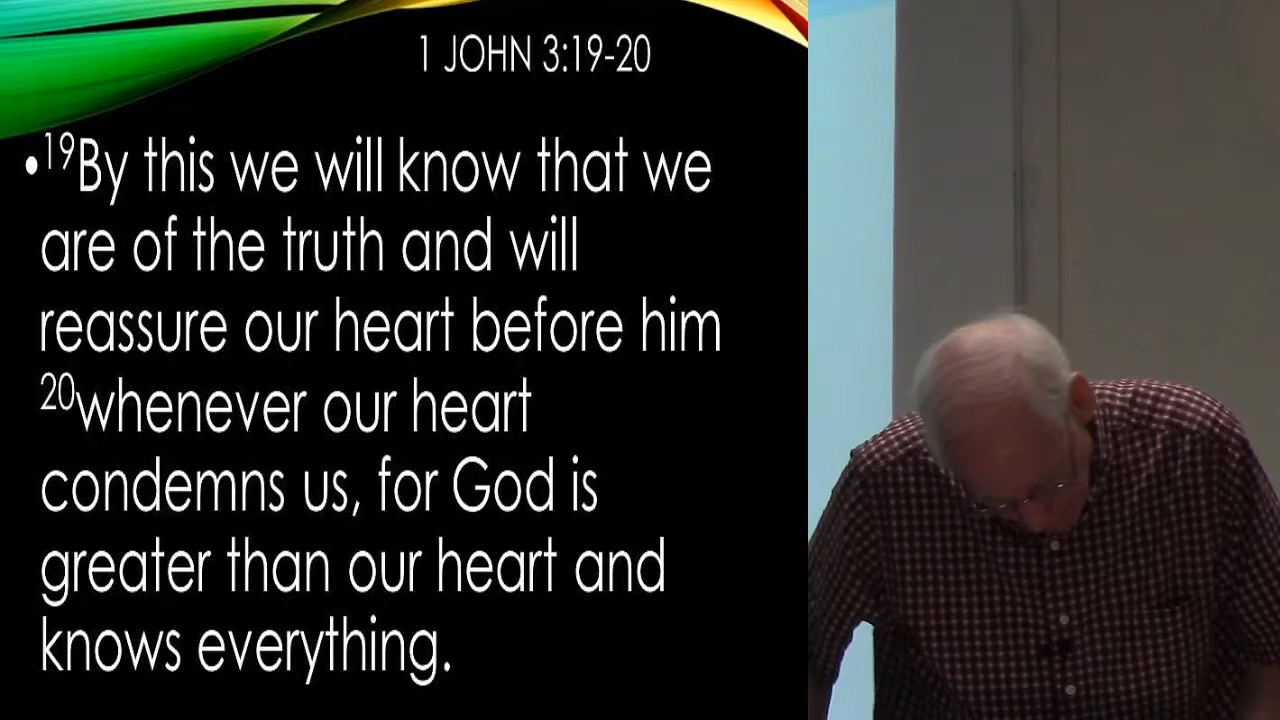 1 JOHN 3:19-20
•19By this we will know that we
are of the truth and will
reassure our heart before him
20whenever our heart
condemns us, for God is
greater than our heart and
knows everything.